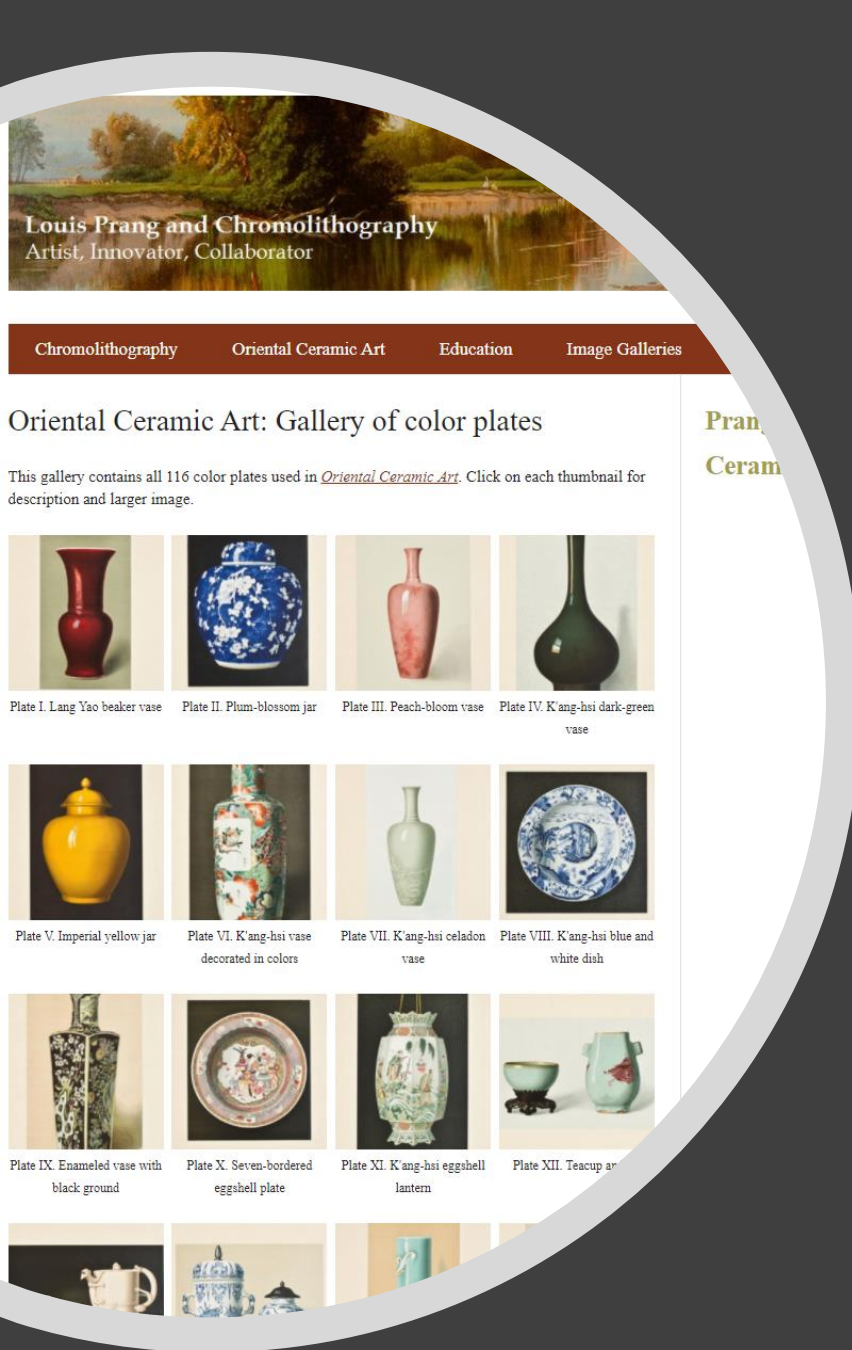 Louis Prang and Chromolithography
Artist, Innovator, Collaborator
Chromolithography Oriental Ceramic Art Education Image Galleries
Oriental Ceramic Art: Gallery of color plates
This gallery contains all 116 color plates used in Oriental Ceramic Art. Click on each thumbnail for
description and larger image.
Plate I. Lang Yao beaker vase
Plate II. Plum-blossom jar
Plate III. Peach-bloom vase
Plate IV. K'ang-hsi dark-green
vase
Plate V. Imperial yellow jar
Plate VI. K'ang-hsi vase
decorated in colors
Plate VII. K'ang-hsi celadon
vase
Plate VIII. K'ang-hsi blue and
white dish
Plate IX. Enameled vase with
black ground
Plate X. Seven-bordered
eggshell plate
Plate XI. K'ang-hsi eggshell
lantern
Plate XII. Teacup